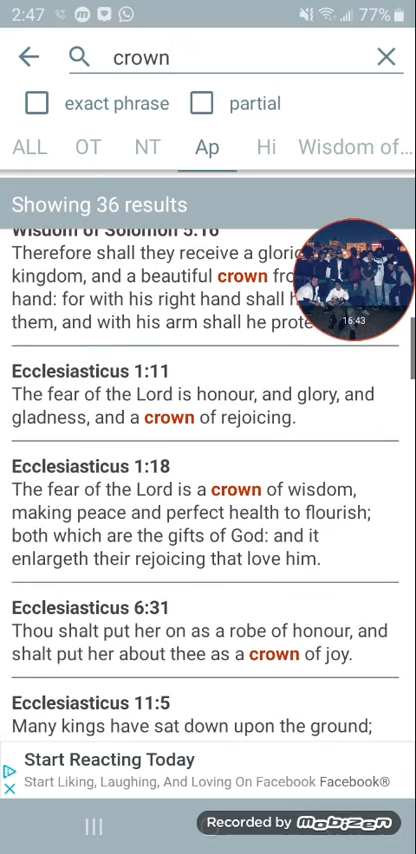 2:47
77%
crown
exact phrase
partial
ALL OT NT Ap Hi Wisdom of...
Showing 36 results
Wisdom of Solomon 5:16
Therefore shall they receive a
kingdom, and a beautiful crown
hand: for with his right hand shall
them, and with his arm shall he
16:43
Ecclesiasticus 1:11
The fear of the Lord is honour, and glory, and
gladness, and a crown of rejoicing.
Ecclesiasticus 1:18
The fear of the Lord is a crown of wisdom,
making peace and perfect health to flourish;
both which are the gifts of God: and it
enlargeth their rejoicing that love him.
Ecclesiasticus 6:31
Thou shalt put her on as a robe of honour, and
shalt put her about thee as a crown of joy.
Ecclesiasticus 11:5
Many kings have sat down upon the ground;
Start Reacting Today
Start Liking, Laughing, And Loving On Facebook Facebook®
Recorded by mobizen